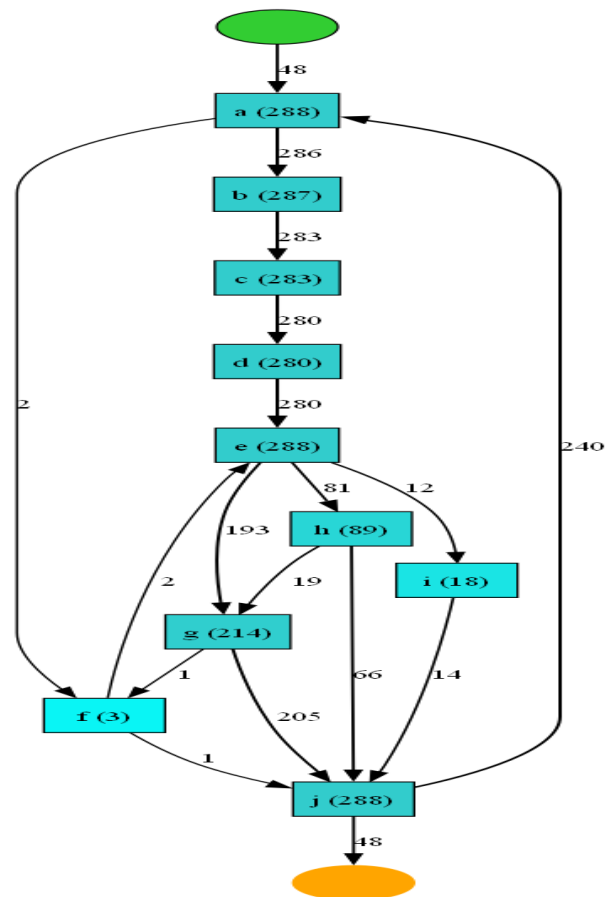 48
a (288)
286
b (287)
283
c (283)
280
d (280)
2
280
e (288)
240
81
12
193
h (89)
2
19
i (18)
g (214)
1
66
14
f (3)
205
1
j (288)
48